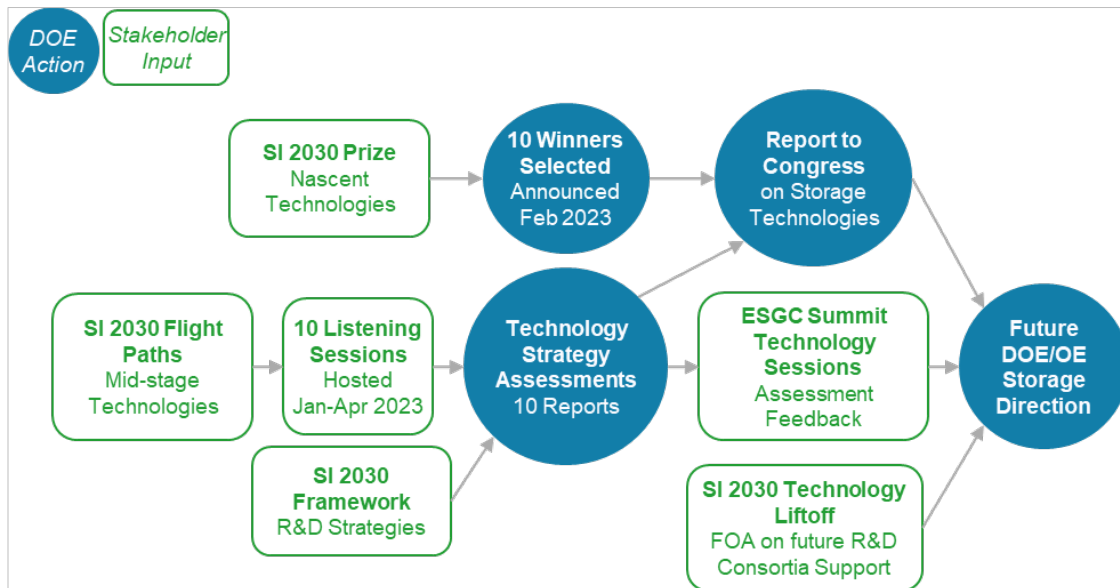 DOE
Action
Stakeholder
Input
SI 2030 Prize
Nascent
Technologies
10 Winners
Selected
Announced
Feb 2023
Report to
Congress
on Storage
Technologies
SI 2030 Flight
Paths
Mid-stage
Technologies
10 Listening
Sessions
Hosted
Jan-Apr 2023
Technology
Strategy
Assessments
10 Reports
ESGC Summit
Technology
Sessions
Assessment
Feedback
Future
DOE/OE
Storage
Direction
SI 2030
Framework
R&D Strategies
SI 2030 Technology
Liftoff
FOA on future R&D
Consortia Support